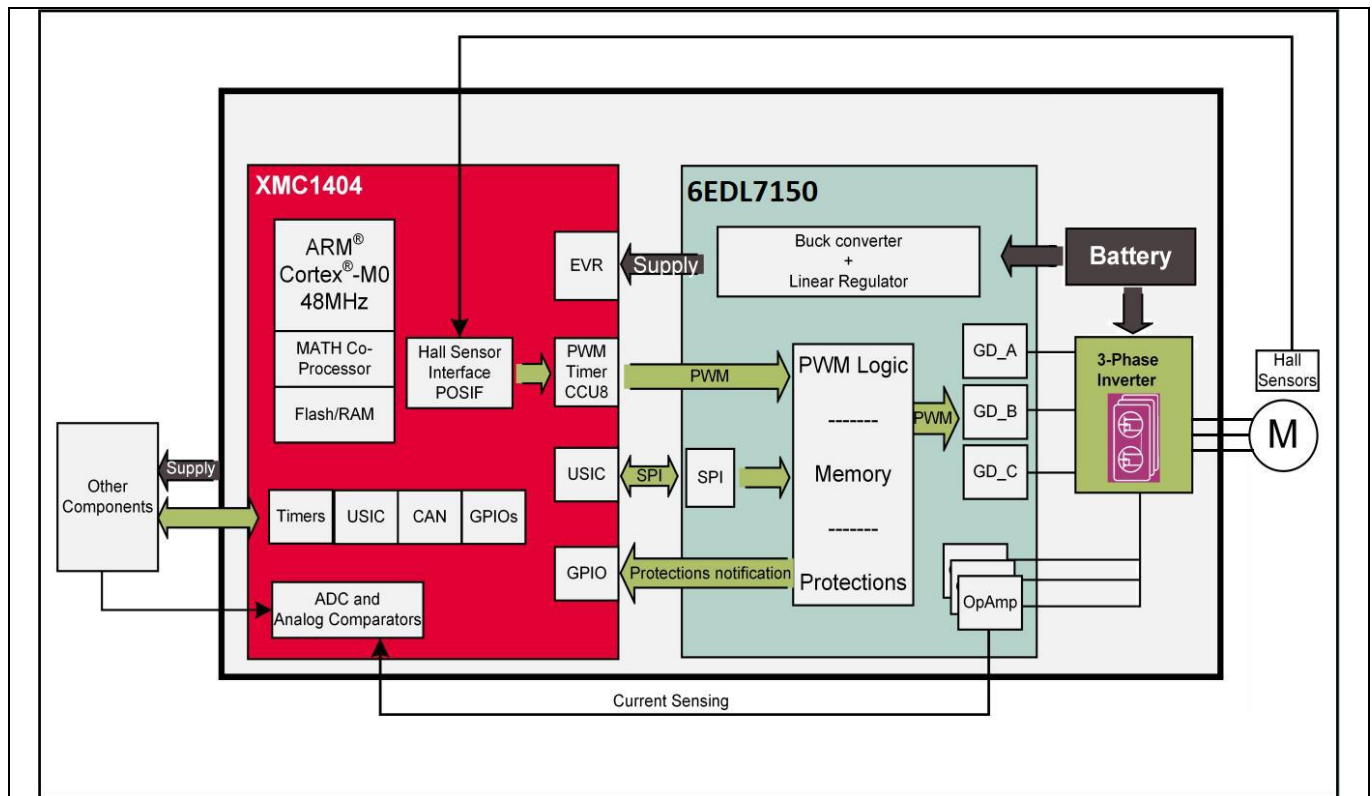 XMC1404
ARM®
Cortex®-M0
48MHz
MATH Co-
Processor
Flash/RAM
Hall Sensor
Interface
POSIF
EVR
PWM
Timer
CCU8
USIC
GPIO
Timers
USIC
CAN
GPIOs
ADC and
Analog Comparators
Other
Components
Supply
Supply
PWM
SPI
Protections notification
6EDL7150
Buck converter
+
Linear Regulator
SPI
PWM Logic
-------
Memory
-------
Protections
PWM
GD_A
GD_B
GD_C
OpAmp
Battery
3-Phase
Inverter
Hall
Sensors
M
Current Sensing